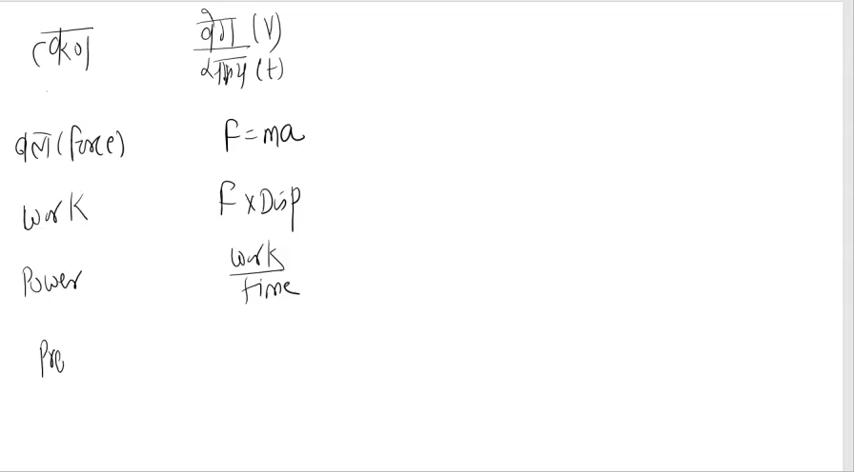 त्वरण वेग (V)
समय (t)
बल (force) F = ma
work F x Disp
Power work
time
Pre